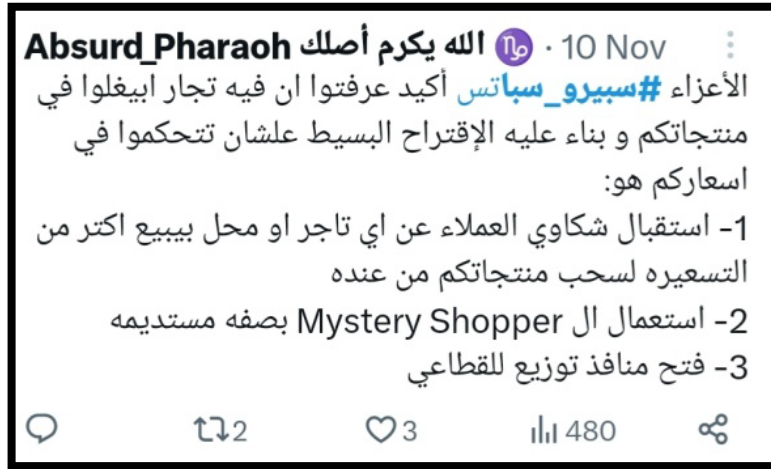 الله يكرم أصلك Absurd_Pharaoh ♑ · 10 Nov
الأعزاء #سبيرو_سباتس أكيد عرفتوا ان فيه تجار ابيغلوا في
منتجاتكم و بناء عليه الإقتراح البسيط علشان تتحكموا في
اسعاركم هو:
1- استقبال شكاوي العملاء عن اي تاجر او محل بيبيع اكتر من
التسعيره لسحب منتجاتكم من عنده
2- استعمال ال Mystery Shopper بصفه مستديمه
3- فتح منافذ توزيع للقطاعي
2 3 480